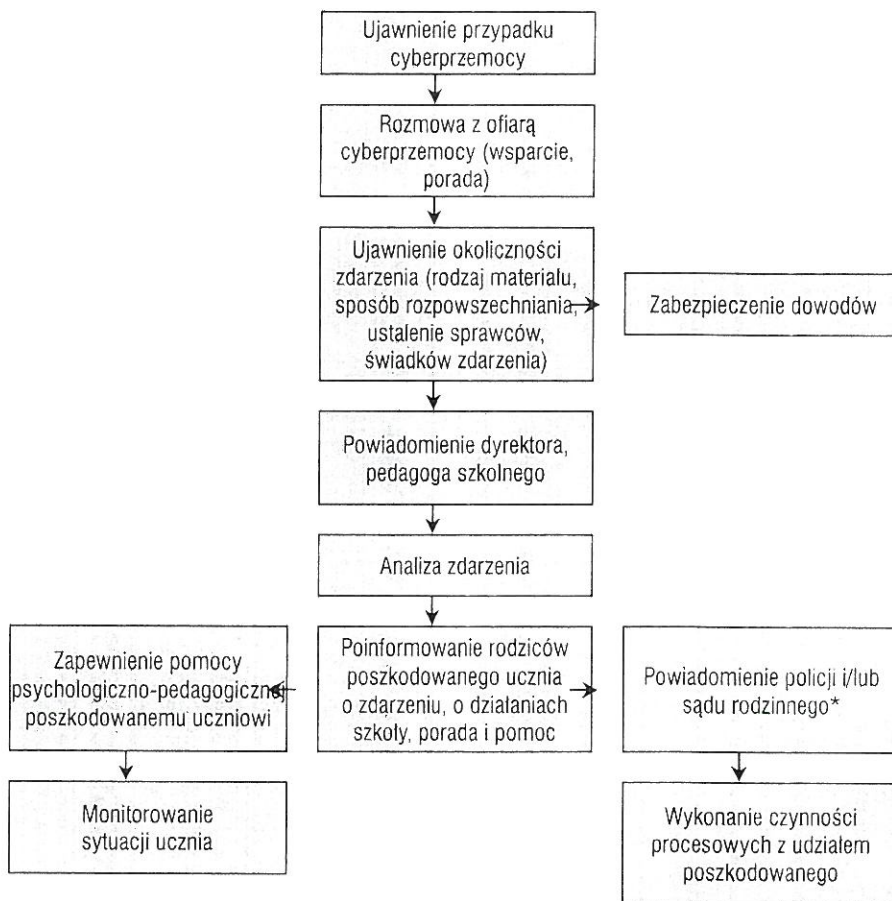 Ujawnienie przypadku
cyberprzemocy
Rozmowa z ofiarą
cyberprzemocy (wsparcie,
porada)
Ujawnienie okoliczności
zdarzenia (rodzaj materialu,
sposób rozpowszechniania,
ustalenie sprawców,
świadków zdarzenia)
Zabezpieczenie dowodów
Powiadomienie dyrektora,
pedagoga szkolnego
Analiza zdarzenia
Zapewnienie pomocy
psychologiczno-pedagogicznej
poszkodowanemu uczniowi
Poinformowanie rodziców
poszkodowanego ucznia
o zdarzeniu, o działaniach
szkoły, porada i pomoc
Powiadomienie policji i/lub
sądu rodzinnego*
Monitorowanie
sytuacji ucznia
Wykonanie czynności
procesowych z udziałem
poszkodowanego